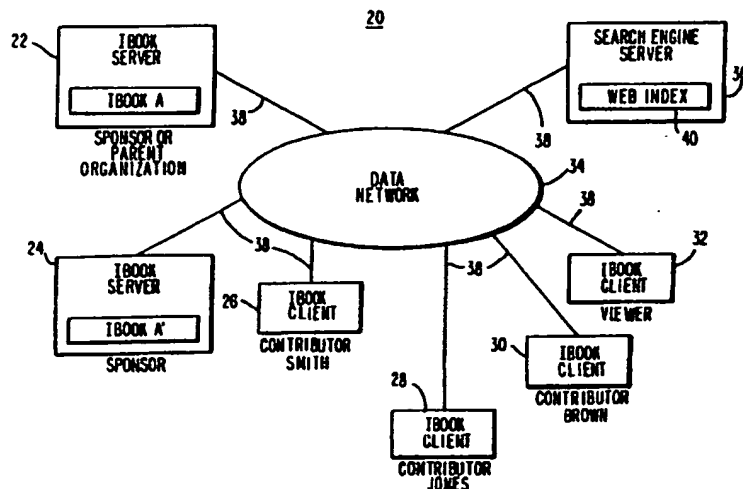 20
22
IBOOK
SERVER
IBOOK A
SPONSOR OR
PARENT
ORGANIZATION
38
SEARCH ENGINE
SERVER
WEB INDEX
40
38
DATA
NETWORK
34
38
24
IBOOK
SERVER
IBOOK A'
SPONSOR
38
26
IBOOK
CLIENT
CONTRIBUTOR
SMITH
38
28
IBOOK
CLIENT
CONTRIBUTOR
JONES
30
IBOOK
CLIENT
CONTRIBUTOR
BROWN
32
IBOOK
CLIENT
VIEWER